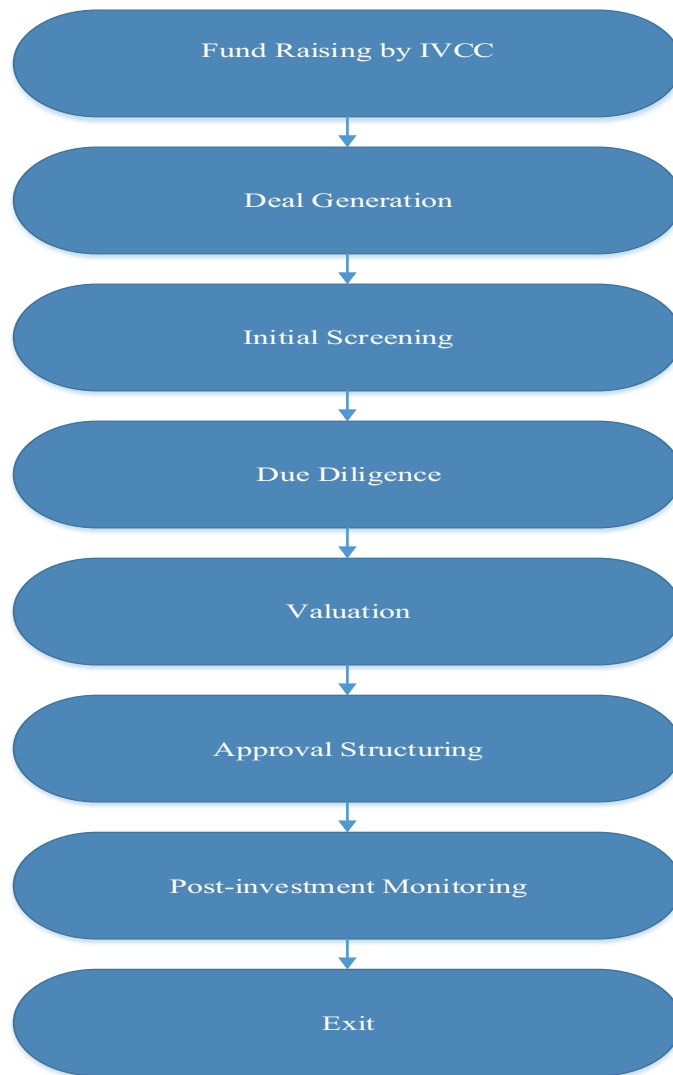 Fund Raising by IVCC
Deal Generation
Initial Screening
Due Diligence
Valuation
Approval Structuring
Post-investment Monitoring
Exit